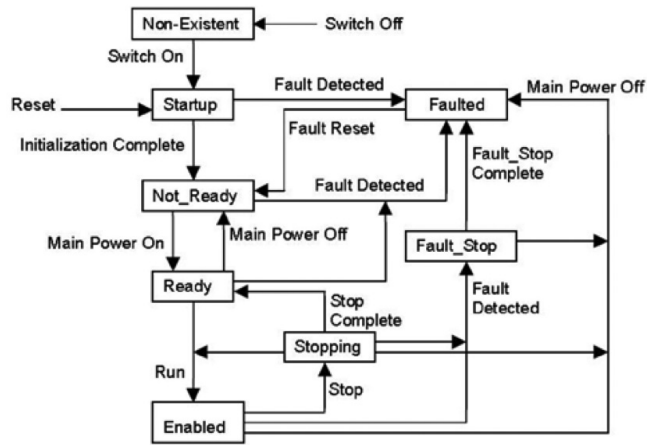 Non-Existent
Switch Off
Switch On
Fault Detected
Main Power Off
Reset
Startup
Faulted
Fault Reset
Initialization Complete
Fault_Stop
Complete
Fault Detected
Not_Ready
Main Power On
Main Power Off
Fault_Stop
Ready
Fault
Detected
Stop
Complete
Stopping
Run
Stop
Enabled